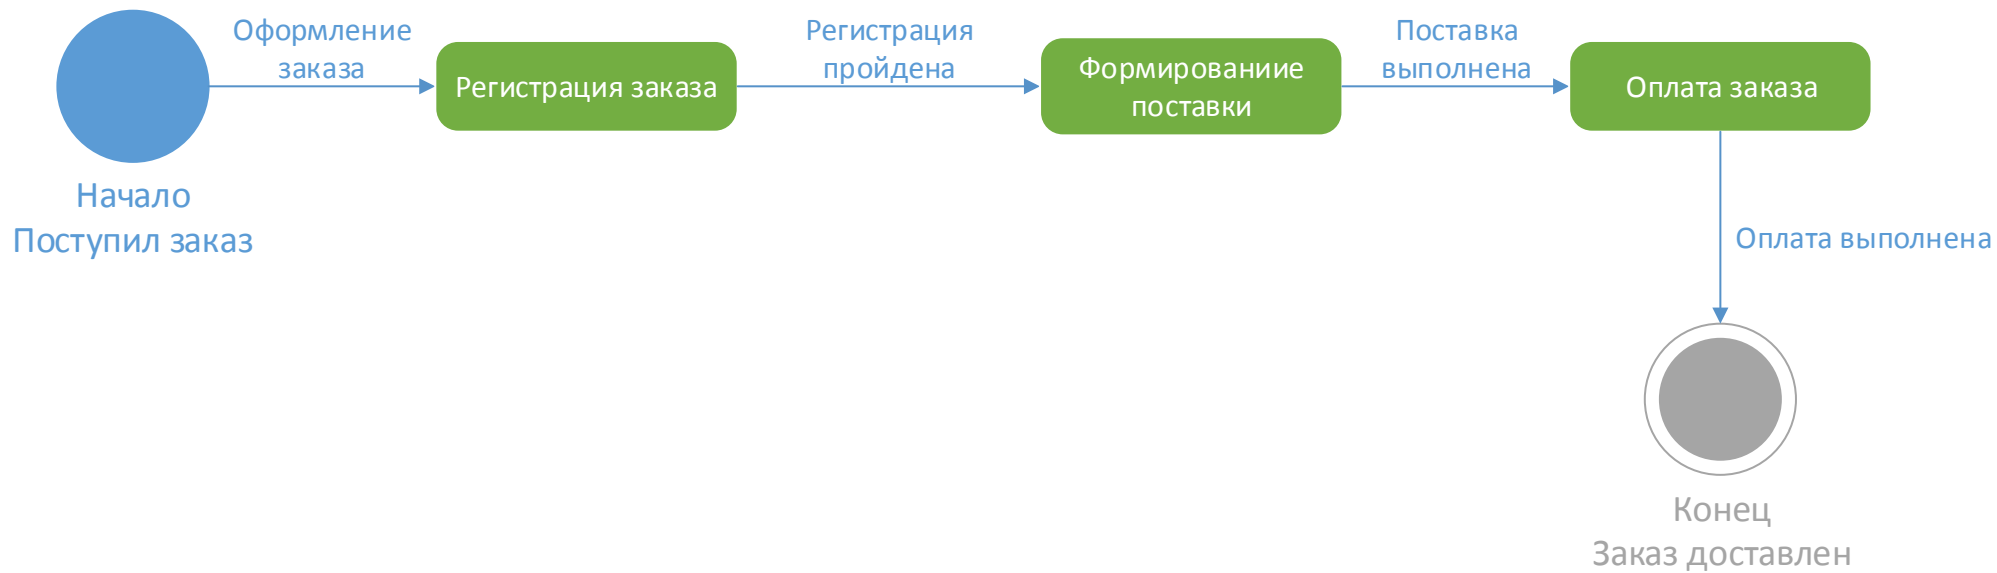 Оформление
заказа
Регистрация
пройдена
Поставка
выполнена
Регистрация заказа
Формированиие
поставки
Оплата заказа
Начало
Поступил заказ
Оплата выполнена
Конец
Заказ доставлен